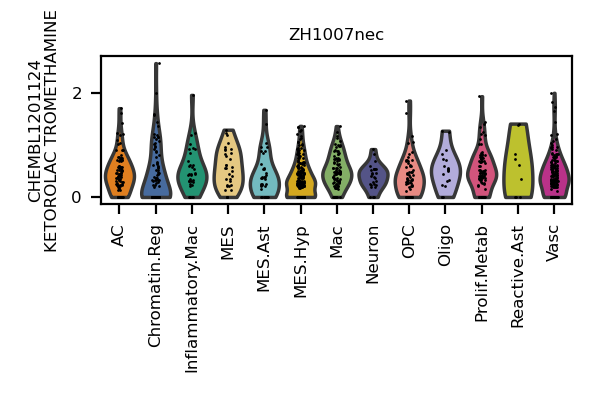 ZH1007nec
CHEMBL1201124
KETOROLAC TROMETHAMINE
2
0
AC
Chromatin.Reg
Inflammatory.Mac
MES
MES.Ast
MES.Hyp
Mac
Neuron
OPC
Oligo
Prolif.Metab
Reactive.Ast
Vasc